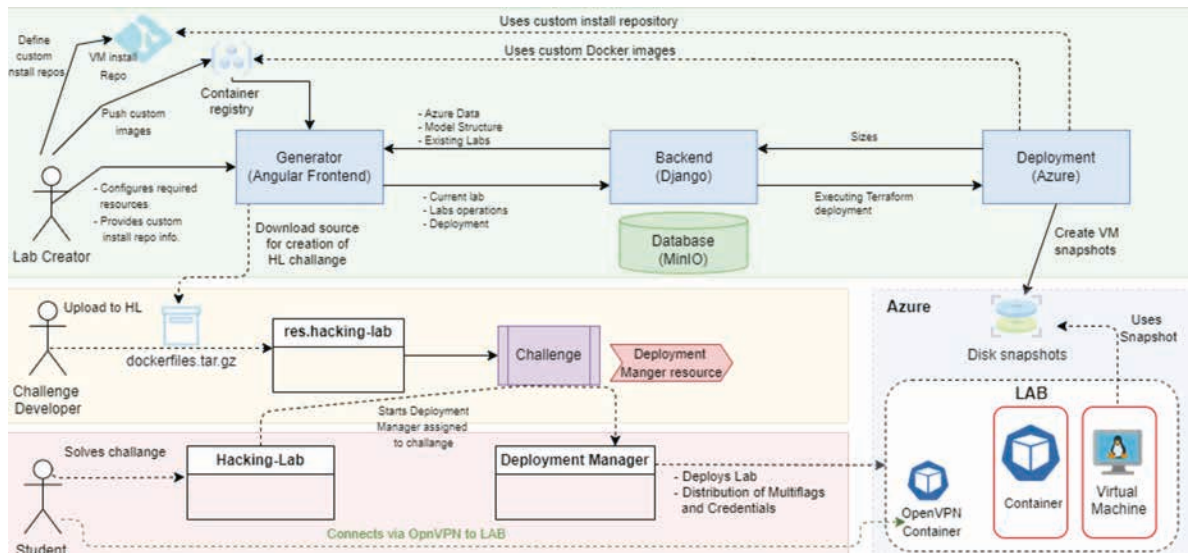 Uses custom install repository
Define
custom
install repos
VM install
Repo
Uses custom Docker images
Container
registry
Push custom
images
- Azure Data
- Model Structure
- Existing Labs
Sizes
Generator
(Angular Frontend)
Backend
(Django)
Deployment
(Azure)
- Configures required
resources
- Provides custom
install repo info.
- Current lab
- Labs operations
- Deployment
Executing Terraform
deployment
Lab Creator
Download source
for creation of
HL challange
Database
(MinIO)
Create VM
snapshots
Upload to HL
dockerfiles.tar.gz
res.hacking-lab
Challenge
Deployment
Manger resource
Challenge
Developer
Azure
Disk snapshots
Uses
Snapshot
Starts Deployment
Manager assigned
to challange
LAB
Container
Virtual
Machine
OpenVPN
Container
Solves challange
Hacking-Lab
Deployment Manager
- Deploys Lab
- Distribution of Multiflags
and Credentials
Connects via OpnVPN to LAB
Student